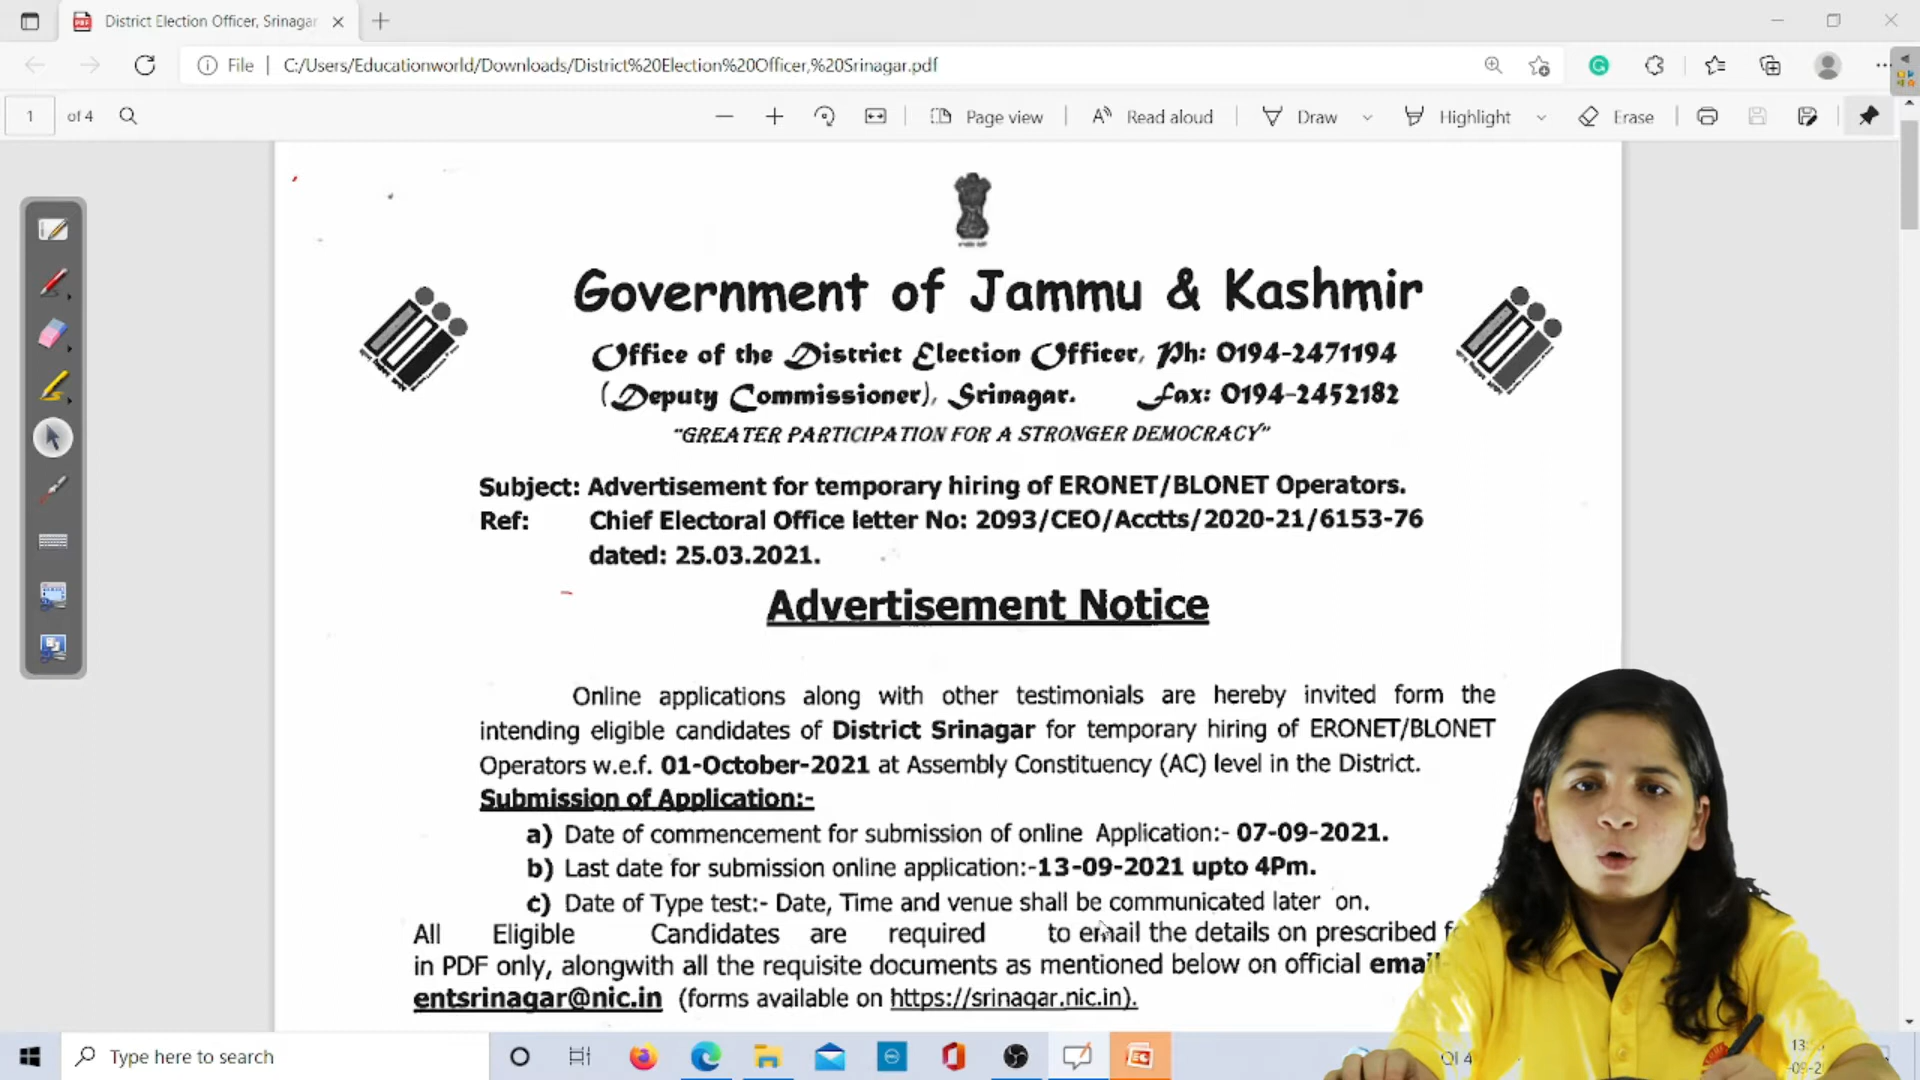 District Election Officer, Srinagar
File
C:/Users/Educationworld/Downloads/District%20Election%20Officer,%20Srinagar.pdf
1 of 4
Page view
Read aloud
Draw
Highlight
Erase
Government of Jammu & Kashmir
Office of the District Election Officer, Ph: 0194-2471194
(Deputy Commissioner), Srinagar. Fax: 0194-2452182
"GREATER PARTICIPATION FOR A STRONGER DEMOCRACY"
Subject: Advertisement for temporary hiring of ERONET/BLONET Operators.
Ref: Chief Electoral Office letter No: 2093/CEO/Acctts/2020-21/6153-76
dated: 25.03.2021.
Advertisement Notice
Online applications along with other testimonials are hereby invited form the
intending eligible candidates of District Srinagar for temporary hiring of ERONET/BLONET
Operators w.e.f. 01-October-2021 at Assembly Constituency (AC) level in the District.
Submission of Application:-
a) Date of commencement for submission of online Application:- 07-09-2021.
b) Last date for submission online application:-13-09-2021 upto 4Pm.
c) Date of Type test:- Date, Time and venue shall be communicated later on.
All Eligible Candidates are required to email the details on prescribed
in PDF only, alongwith all the requisite documents as mentioned below on official email-
entsrinagar@nic.in (forms available on https://srinagar.nic.in).
Type here to search